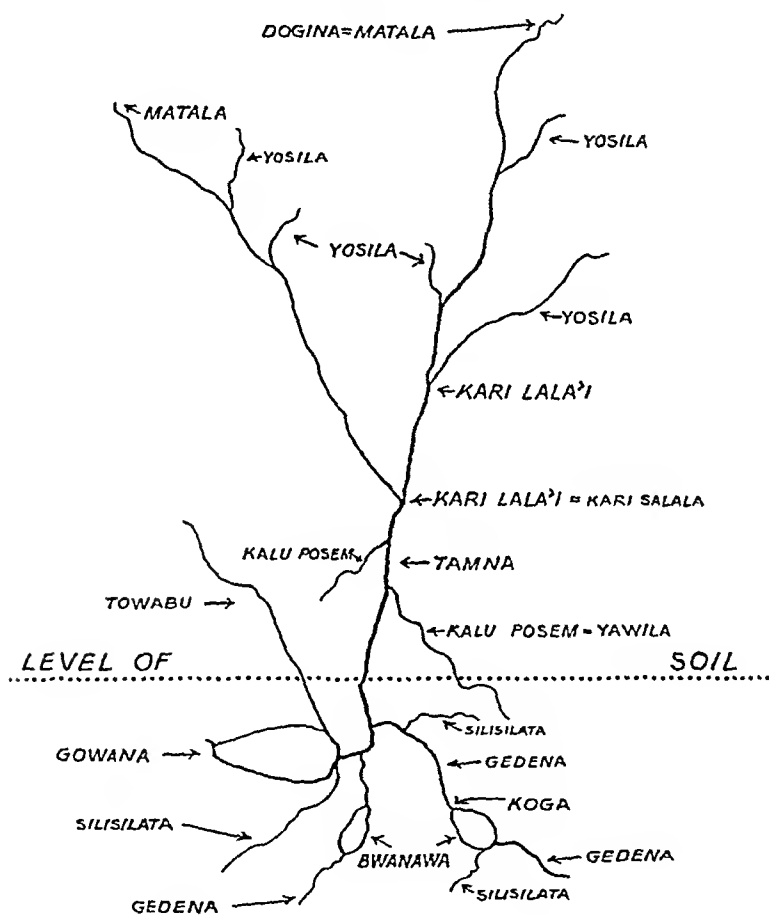 DOGINA=MATALA
MATALA
YOSILA
YOSILA
YOSILA
YOSILA
KARI LALA'I
KARI LALA'I = KARI SALALA
KALU POSEM
TAMNA
TOWABU
KALU POSEM = YAWILA
LEVEL OF SOIL
SILISILATA
GOWANA
GEDENA
KOGA
SILISILATA
BWANAWA
GEDENA
SILISILATA
GEDENA